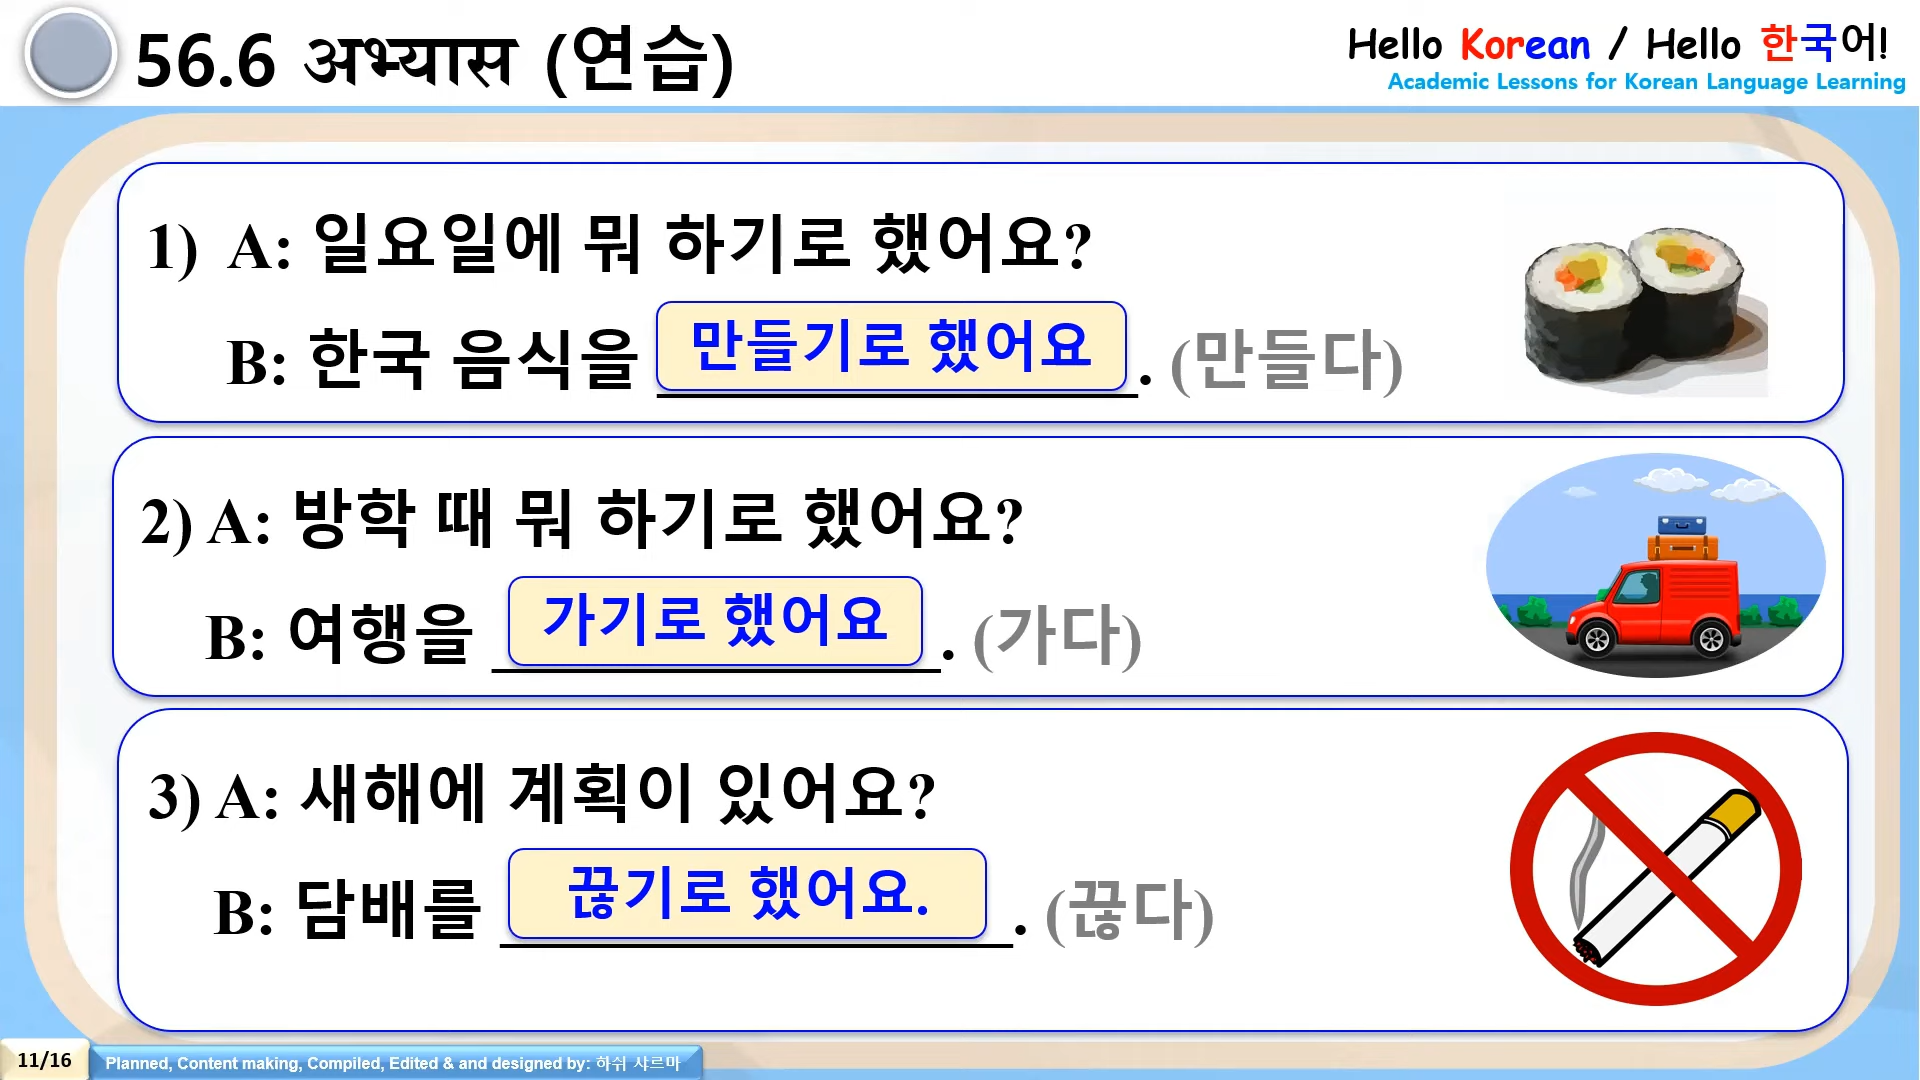 56.6 अभ्यास (연습)
Hello Korean / Hello 한국어!
Academic Lessons for Korean Language Learning
1) A: 일요일에 뭐 하기로 했어요?
B: 한국 음식을 만들기로 했어요. (만들다)
2) A: 방학 때 뭐 하기로 했어요?
B: 여행을 가기로 했어요. (가다)
3) A: 새해에 계획이 있어요?
B: 담배를 끊기로 했어요.. (끊다)
11/16
Planned, Content making, Compiled, Edited & and designed by: 하쉬 샤르마